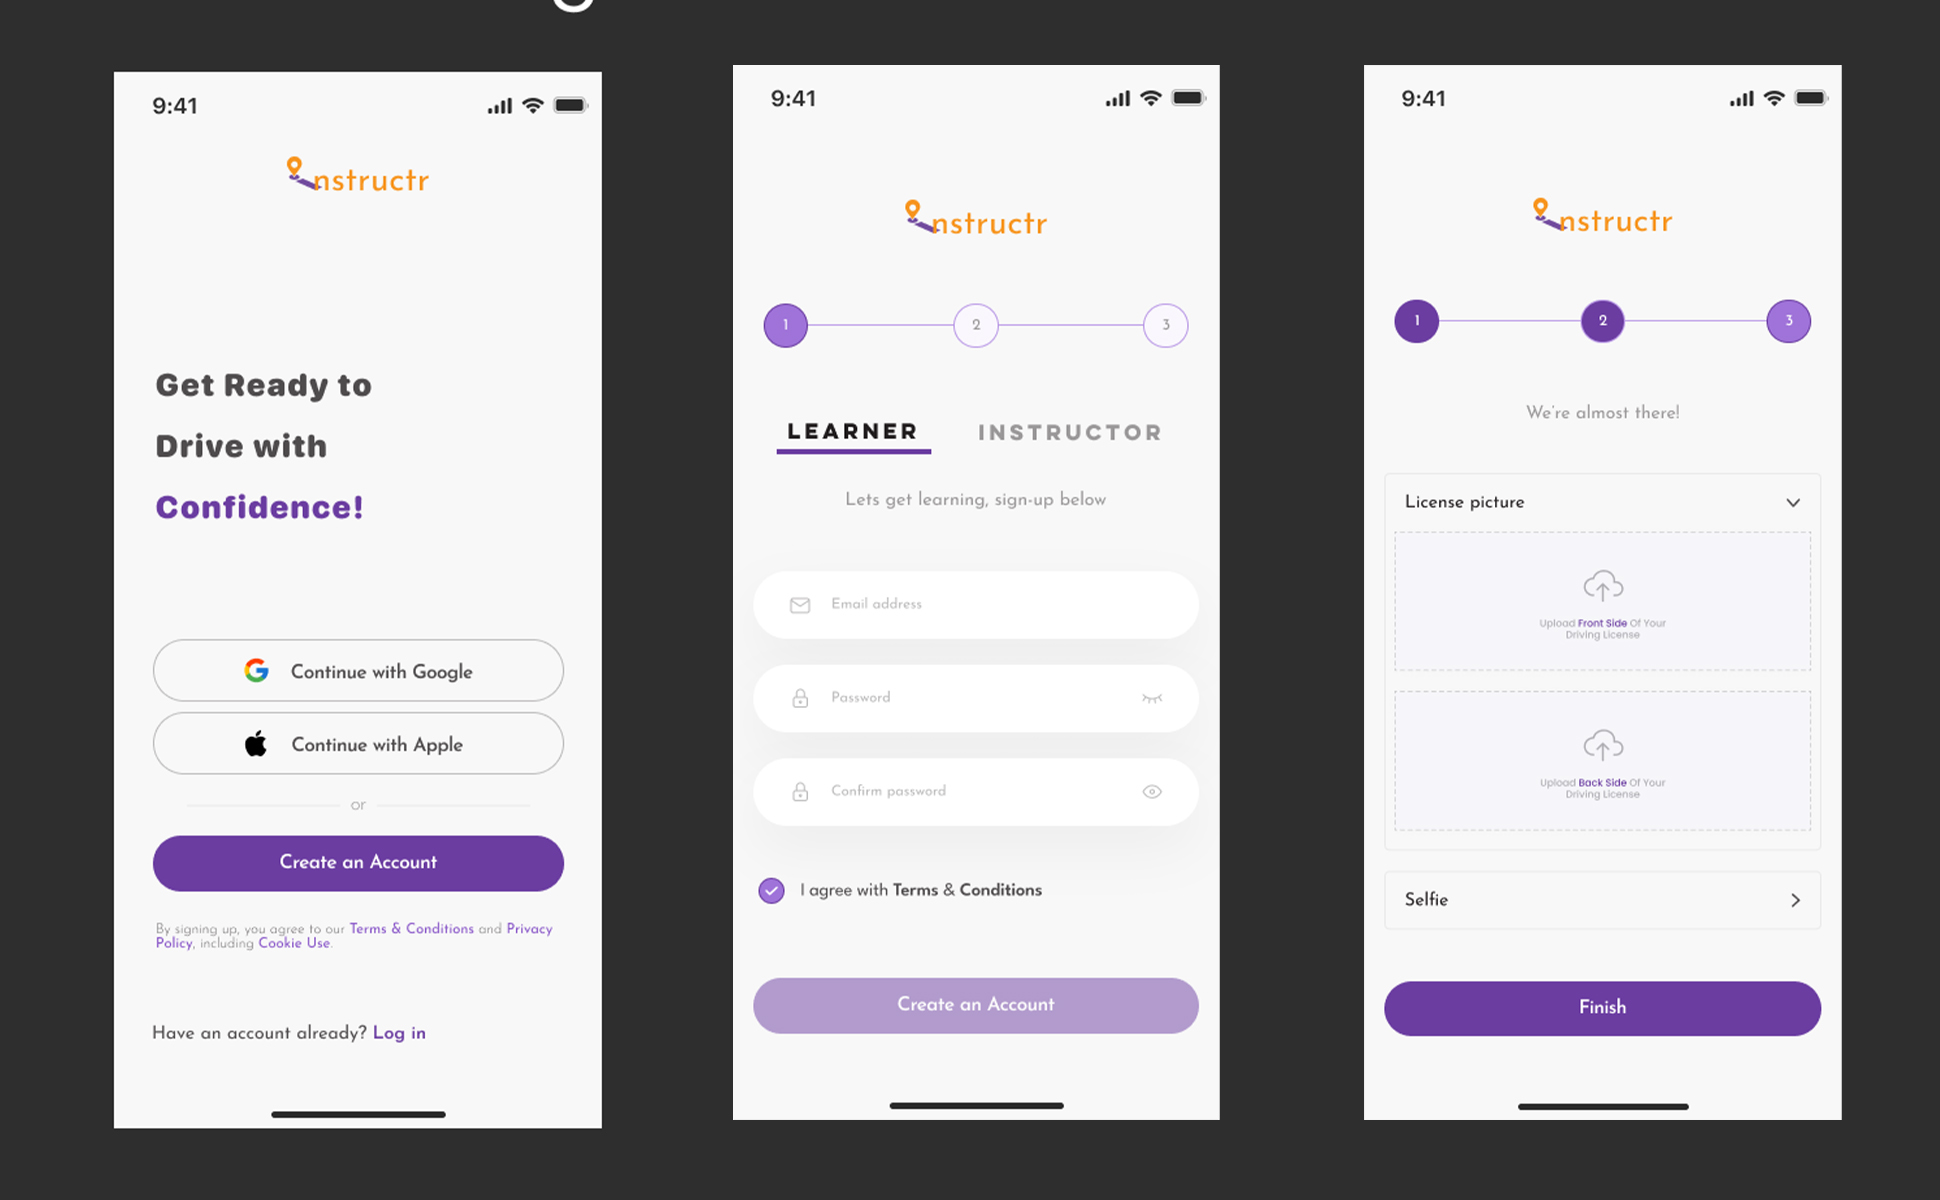 9:41
nstructr
Get Ready to
Drive with
Confidence!
Continue with Google
Continue with Apple
or
Create an Account
By signing up, you agree to our Terms & Conditions and Privacy
Policy, including Cookie Use.
Have an account already? Log in
9:41
nstructr
1 2 3
LEARNER INSTRUCTOR
Lets get learning, sign-up below
Email address
Password
Confirm password
I agree with Terms & Conditions
Create an Account
9:41
nstructr
1 2 3
We're almost there!
License picture
Upload Front Side Of Your
Driving License
Upload Back Side Of Your
Driving License
Selfie
Finish